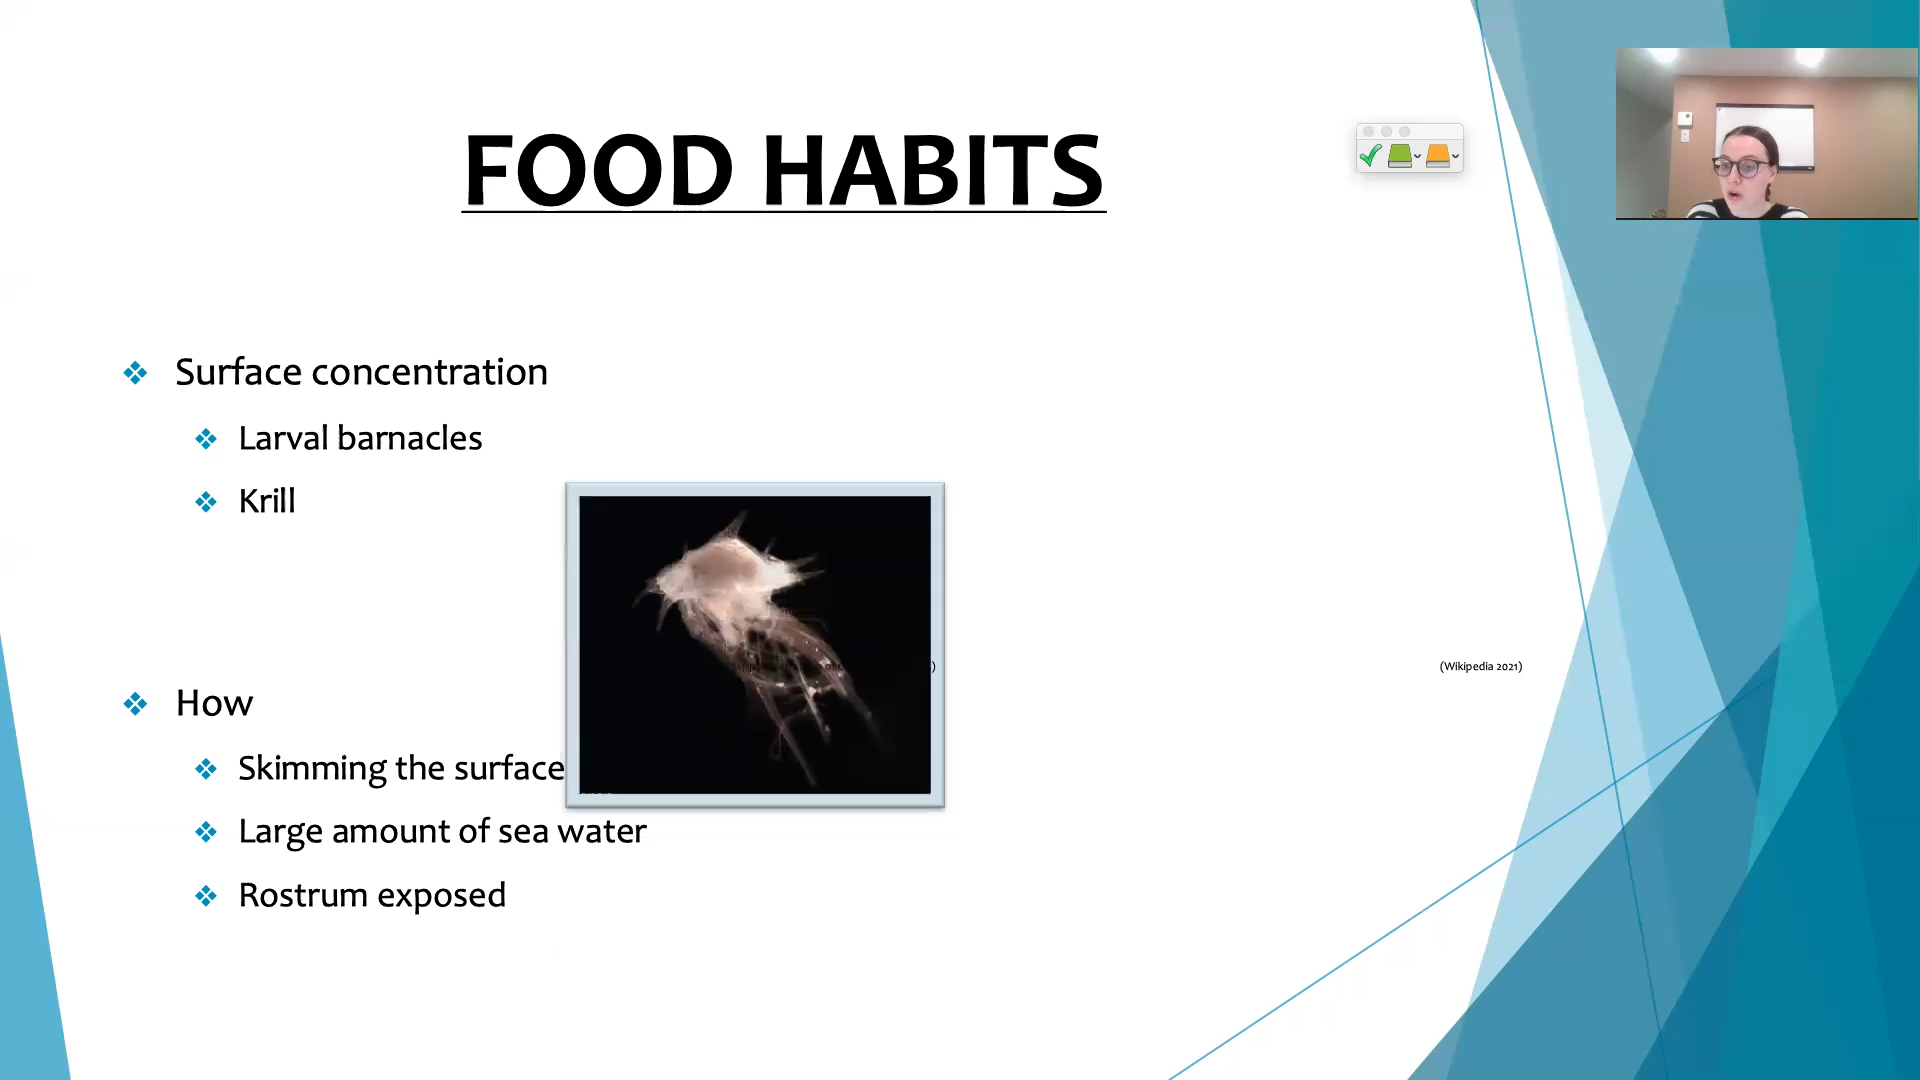 FOOD HABITS
Surface concentration
Larval barnacles
Krill
(Wikipedia 2021)
How
Skimming the surface
Large amount of sea water
Rostrum exposed